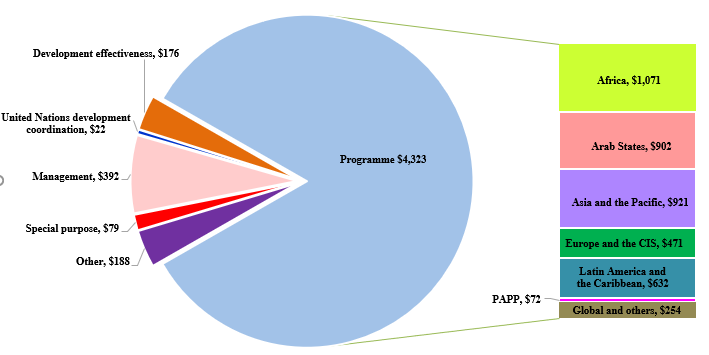 Development effectiveness, $176
United Nations development
coordination, $22
Management, $392
Special purpose, $79
Other, $188
Programme $4,323
Africa, $1,071
Arab States, $902
Asia and the Pacific, $921
Europe and the CIS, $471
Latin America and
the Caribbean, $632
PAPP, $72
Global and others, $254